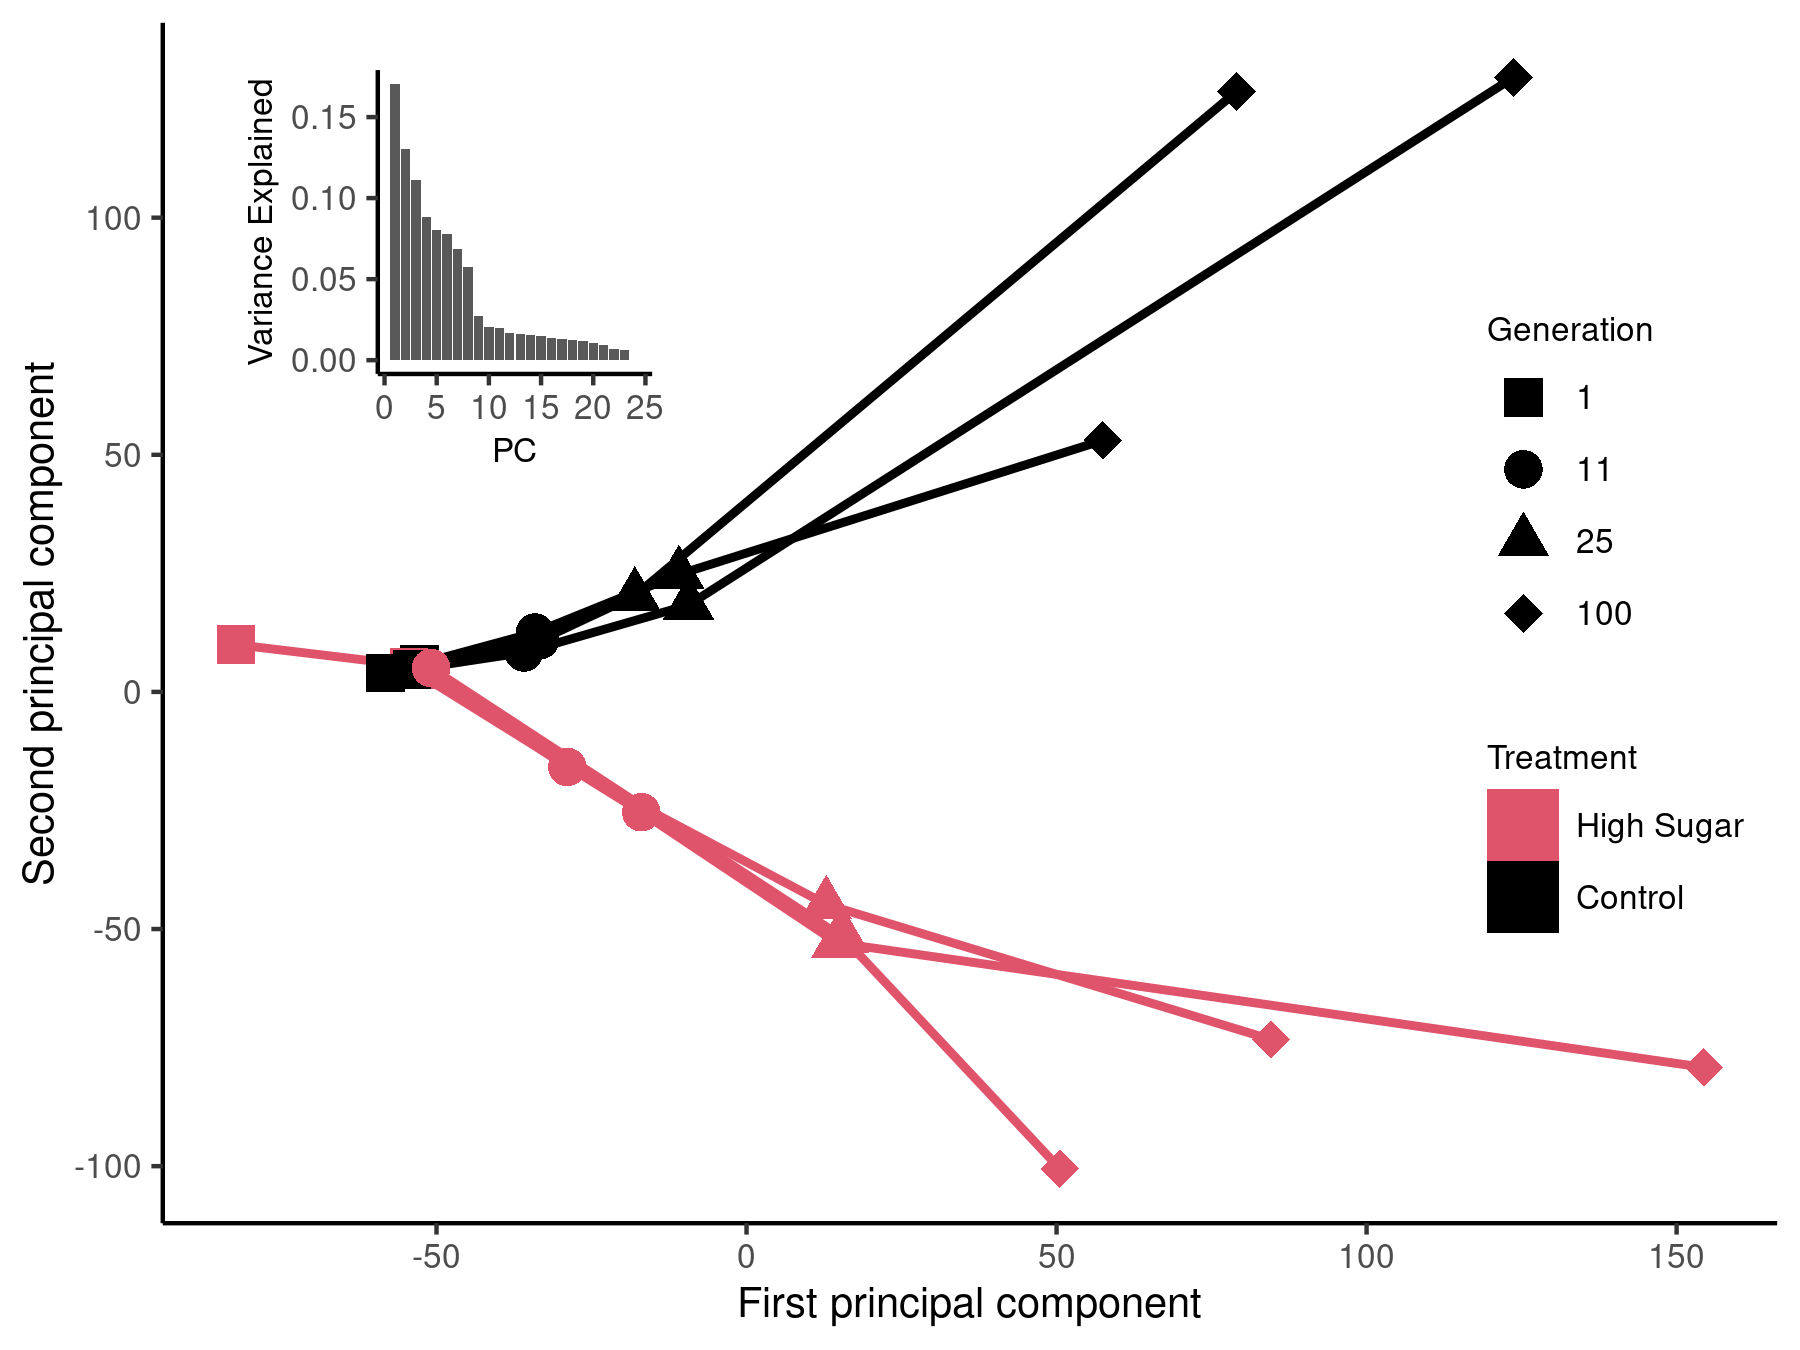 Variance Explained
0.15
0.10
0.05
0.00
0 5 10 15 20 25
PC
Second principal component
100
50
0
-50
-100
-50 0 50 100 150
First principal component
Generation
1
11
25
100
Treatment
High Sugar
Control